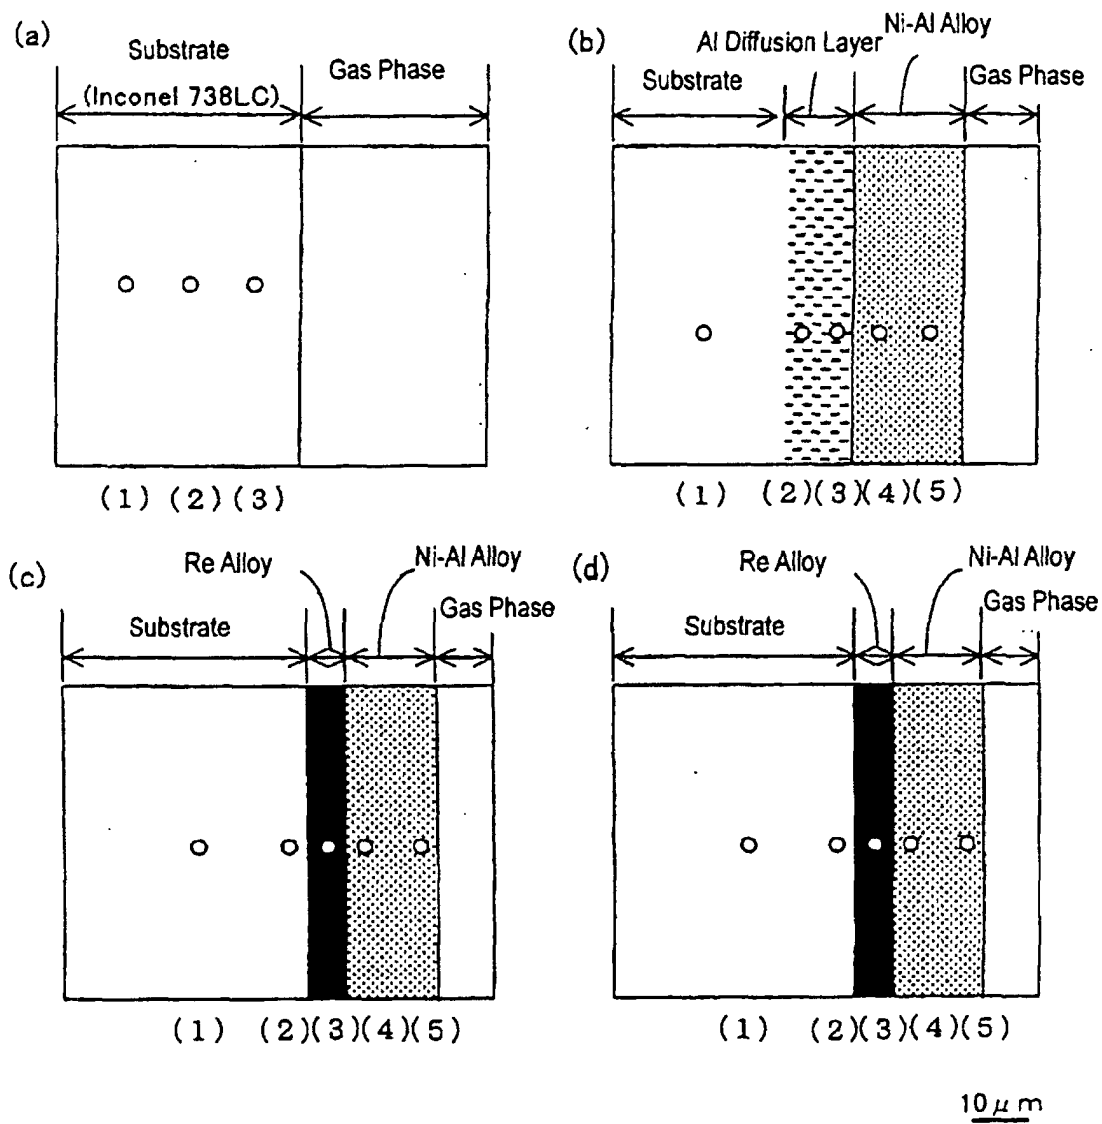 (a)
Substrate
(Inconel 738LC)
Gas Phase
(1) (2) (3)
(b)
Al Diffusion Layer
Ni-Al Alloy
Substrate
Gas Phase
(1) (2)(3)(4)(5)
(c)
Re Alloy
Ni-Al Alloy
Substrate
Gas Phase
(1) (2)(3)(4)(5)
(d)
Re Alloy
Ni-Al Alloy
Substrate
Gas Phase
(1) (2)(3)(4)(5)
10μm